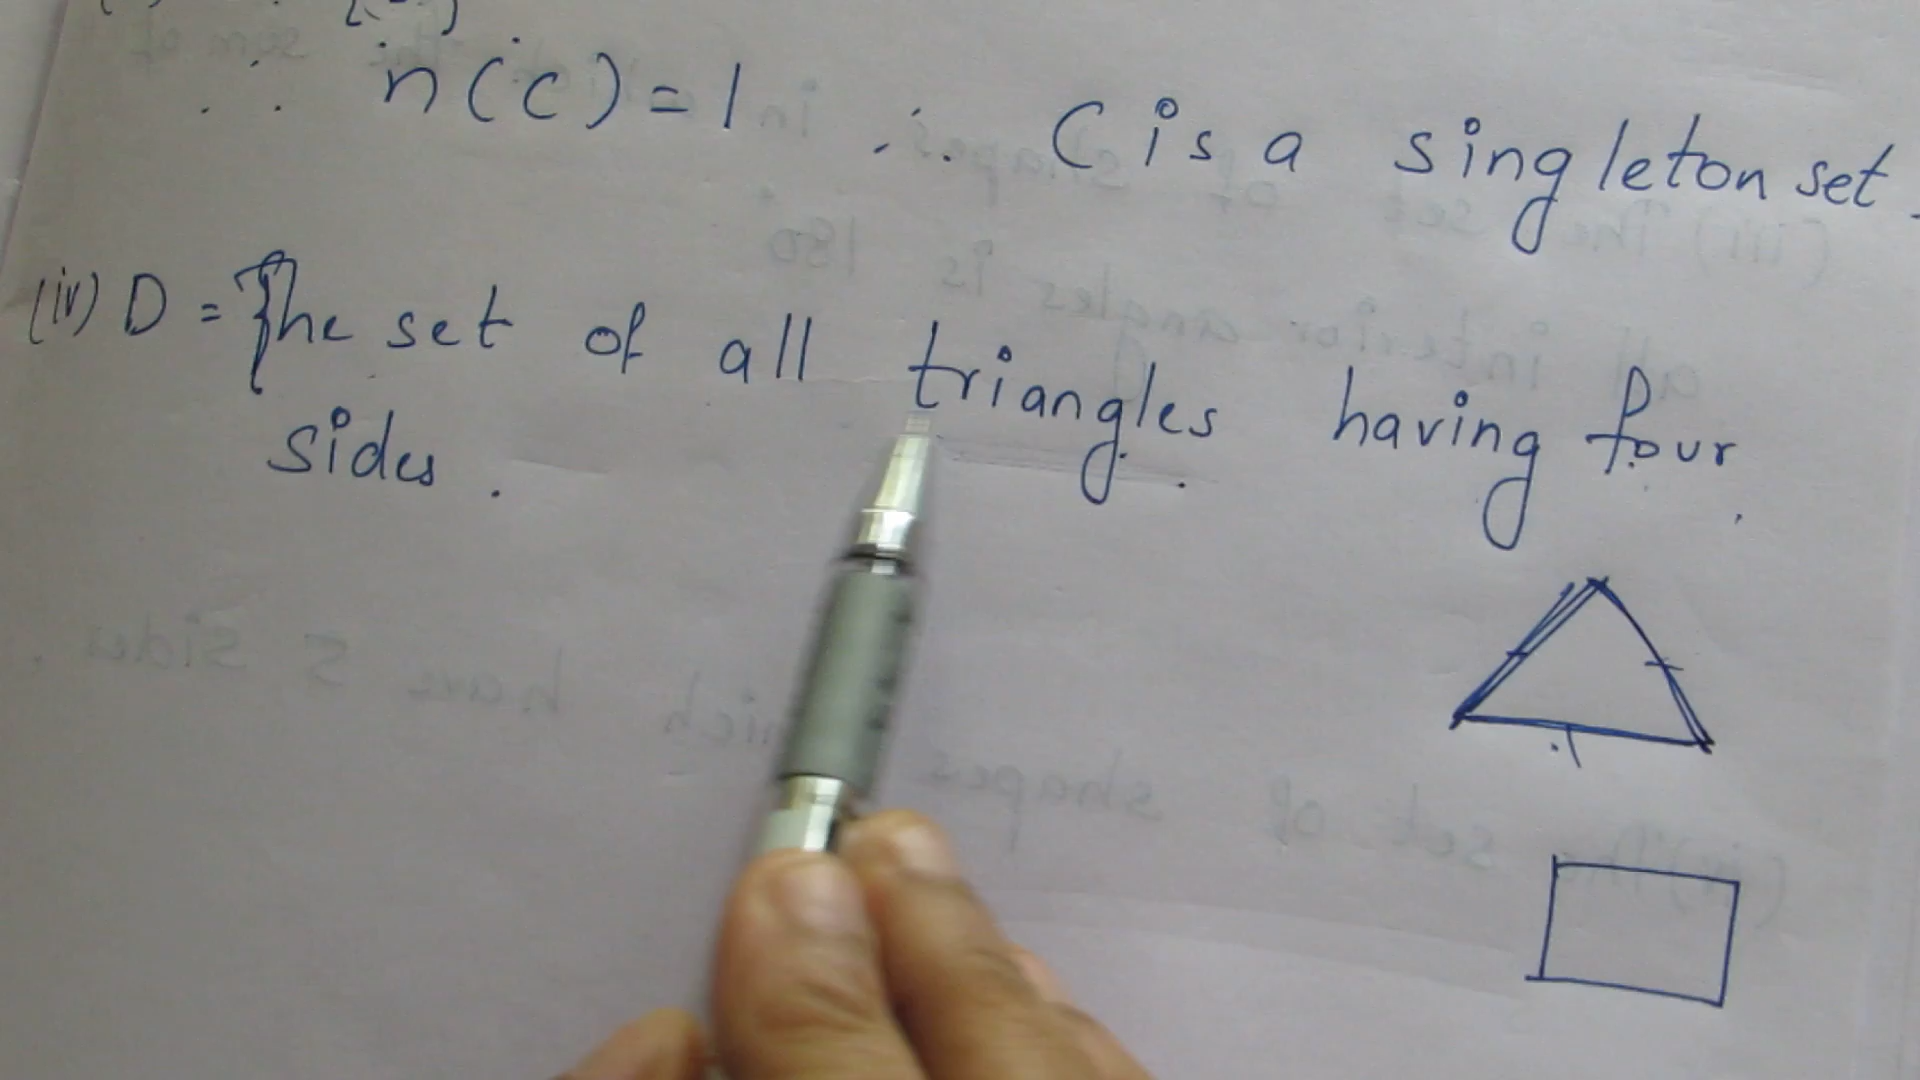 ∴ n(c) = 1 ∴ C is a singleton set.
(iv) D = The set of all triangles having four
sides.